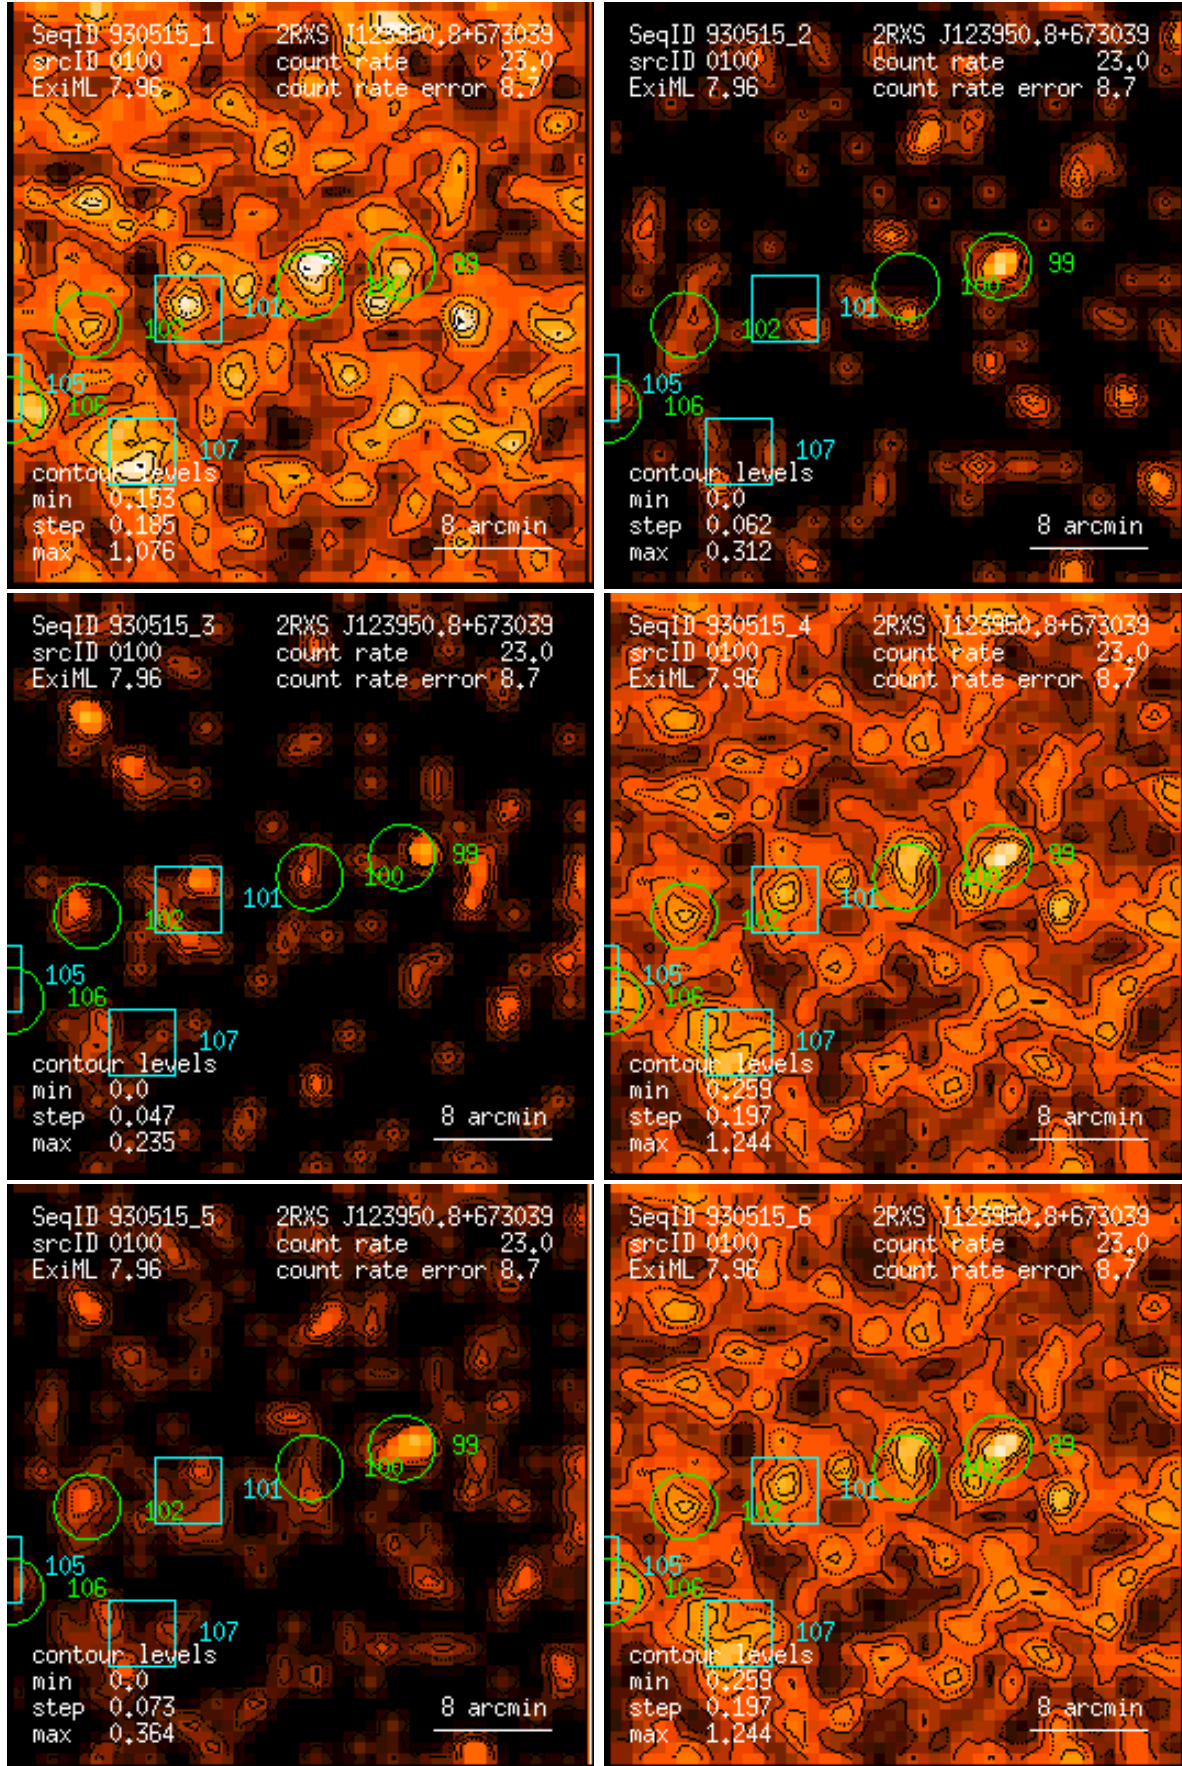 SeqID 930515_1 2RXS J123950.8+673039
srcID 0100 count rate 23.0
ExiML 7.96 count rate error 8.7
99
100
101
102
105
106
107
contour levels
min 0.153
step 0.185 8 arcmin
max 1.076
SeqID 930515_2 2RXS J123950.8+673039
srcID 0100 count rate 23.0
ExiML 7.96 count rate error 8.7
99
100
101
102
105
106
107
contour levels
min 0.0
step 0.062 8 arcmin
max 0.312
SeqID 930515_3 2RXS J123950.8+673039
srcID 0100 count rate 23.0
ExiML 7.96 count rate error 8.7
99
100
101
102
105
106
107
contour levels
min 0.0
step 0.047 8 arcmin
max 0.235
SeqID 930515_4 2RXS J123950.8+673039
srcID 0100 count rate 23.0
ExiML 7.96 count rate error 8.7
99
100
101
102
105
106
107
contour levels
min 0.259
step 0.197 8 arcmin
max 1.244
SeqID 930515_5 2RXS J123950.8+673039
srcID 0100 count rate 23.0
ExiML 7.96 count rate error 8.7
99
100
101
102
105
106
107
contour levels
min 0.0
step 0.073 8 arcmin
max 0.364
SeqID 930515_6 2RXS J123950.8+673039
srcID 0100 count rate 23.0
ExiML 7.96 count rate error 8.7
99
100
101
102
105
106
107
contour levels
min 0.259
step 0.197 8 arcmin
max 1.244